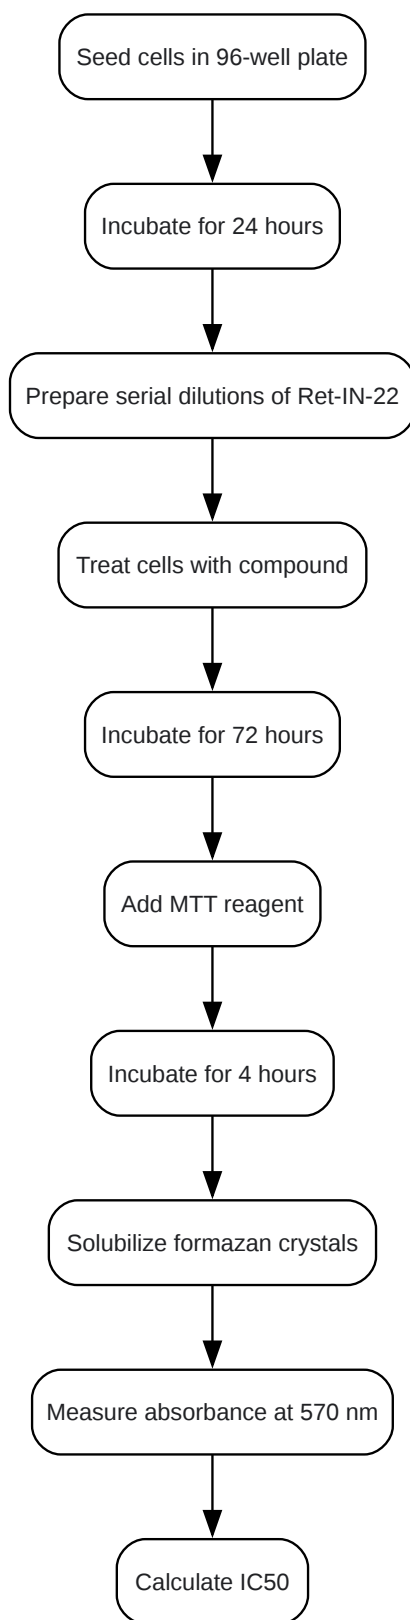 Seed cells in 96-well plate
Incubate for 24 hours
Prepare serial dilutions of Ret-IN-22
Treat cells with compound
Incubate for 72 hours
Add MTT reagent
Incubate for 4 hours
Solubilize formazan crystals
Measure absorbance at 570 nm
Calculate IC50